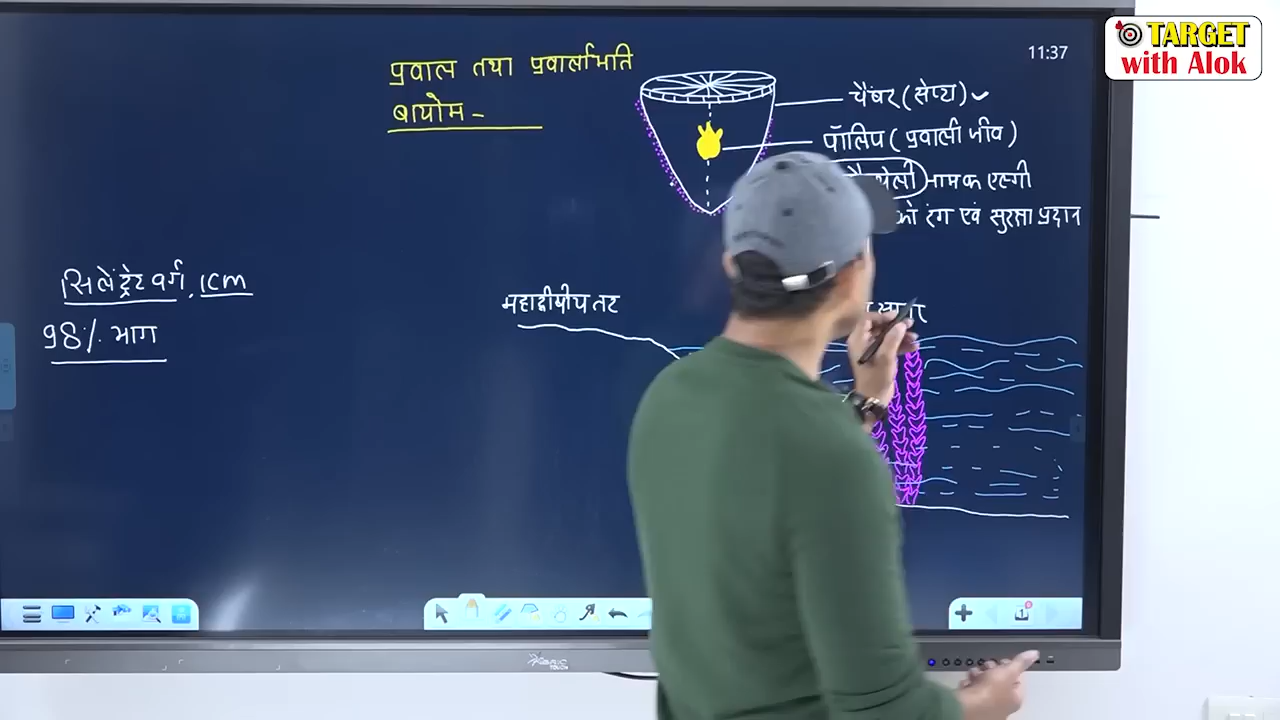 प्रवाल तथा प्रवालीभित्ति
बायोम -
11:37
TARGET
with Alok
चैंबर (सेप्टा)
पॉलिप (प्रवाली जीव)
नामक एल्गी
को रंग एवं सुरक्षा प्रदान
सिलेंट्रेट वर्ग, 1cm
98% भाग
महाद्वीपीय तट